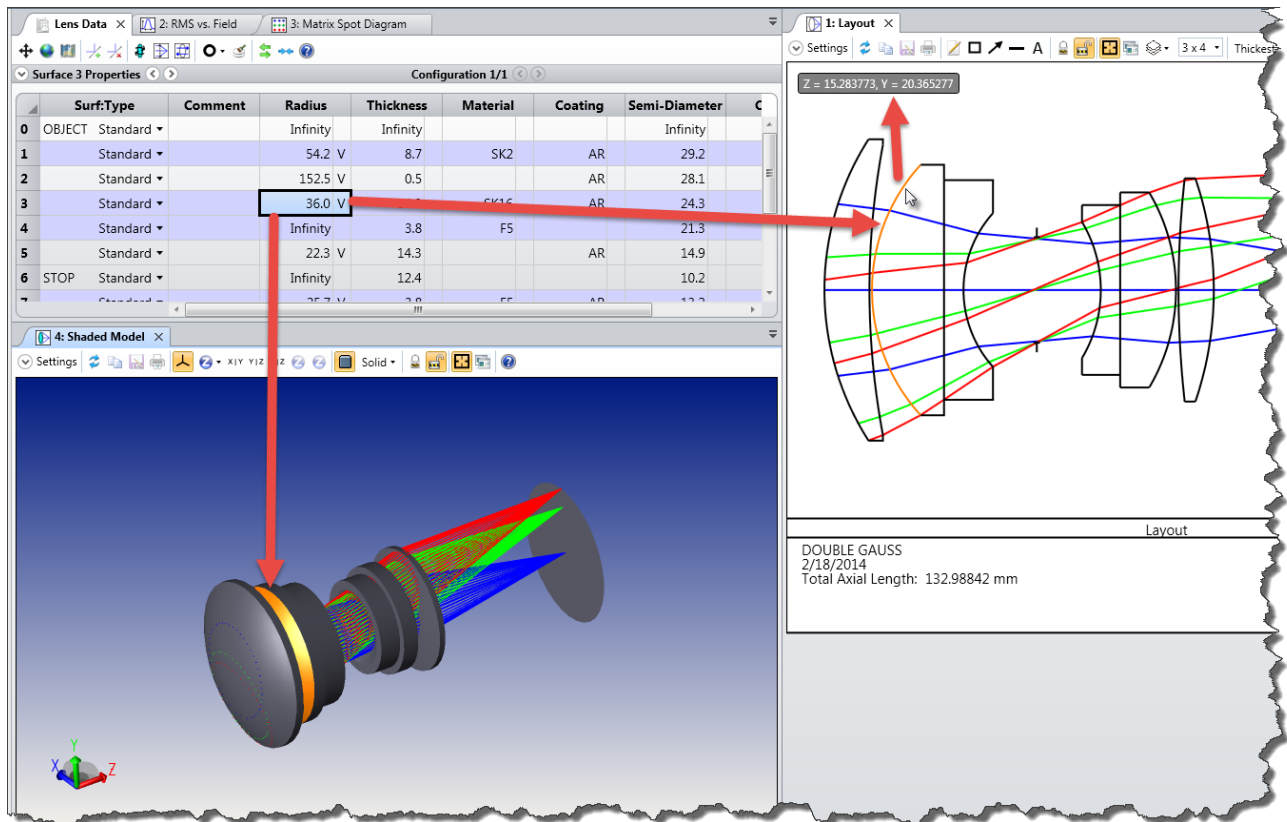 Lens Data × 2: RMS vs. Field 3: Matrix Spot Diagram
Surface 3 Properties Configuration 1/1
Surf:Type Comment Radius Thickness Material Coating Semi-Diameter C
0 OBJECT Standard Infinity Infinity Infinity
1 Standard 54.2 V 8.7 SK2 AR 29.2
2 Standard 152.5 V 0.5 AR 28.1
3 Standard 36.0 V SK16 AR 24.3
4 Standard Infinity 3.8 F5 21.3
5 Standard 22.3 V 14.3 AR 14.9
6 STOP Standard Infinity 12.4 10.2
4: Shaded Model ×
Settings Z X|Y Y|Z Z Z Solid
Y
X
Z
1: Layout ×
Settings A 3 x 4 Thickest
Z = 15.283773, Y = 20.365277
Layout
DOUBLE GAUSS
2/18/2014
Total Axial Length: 132.98842 mm